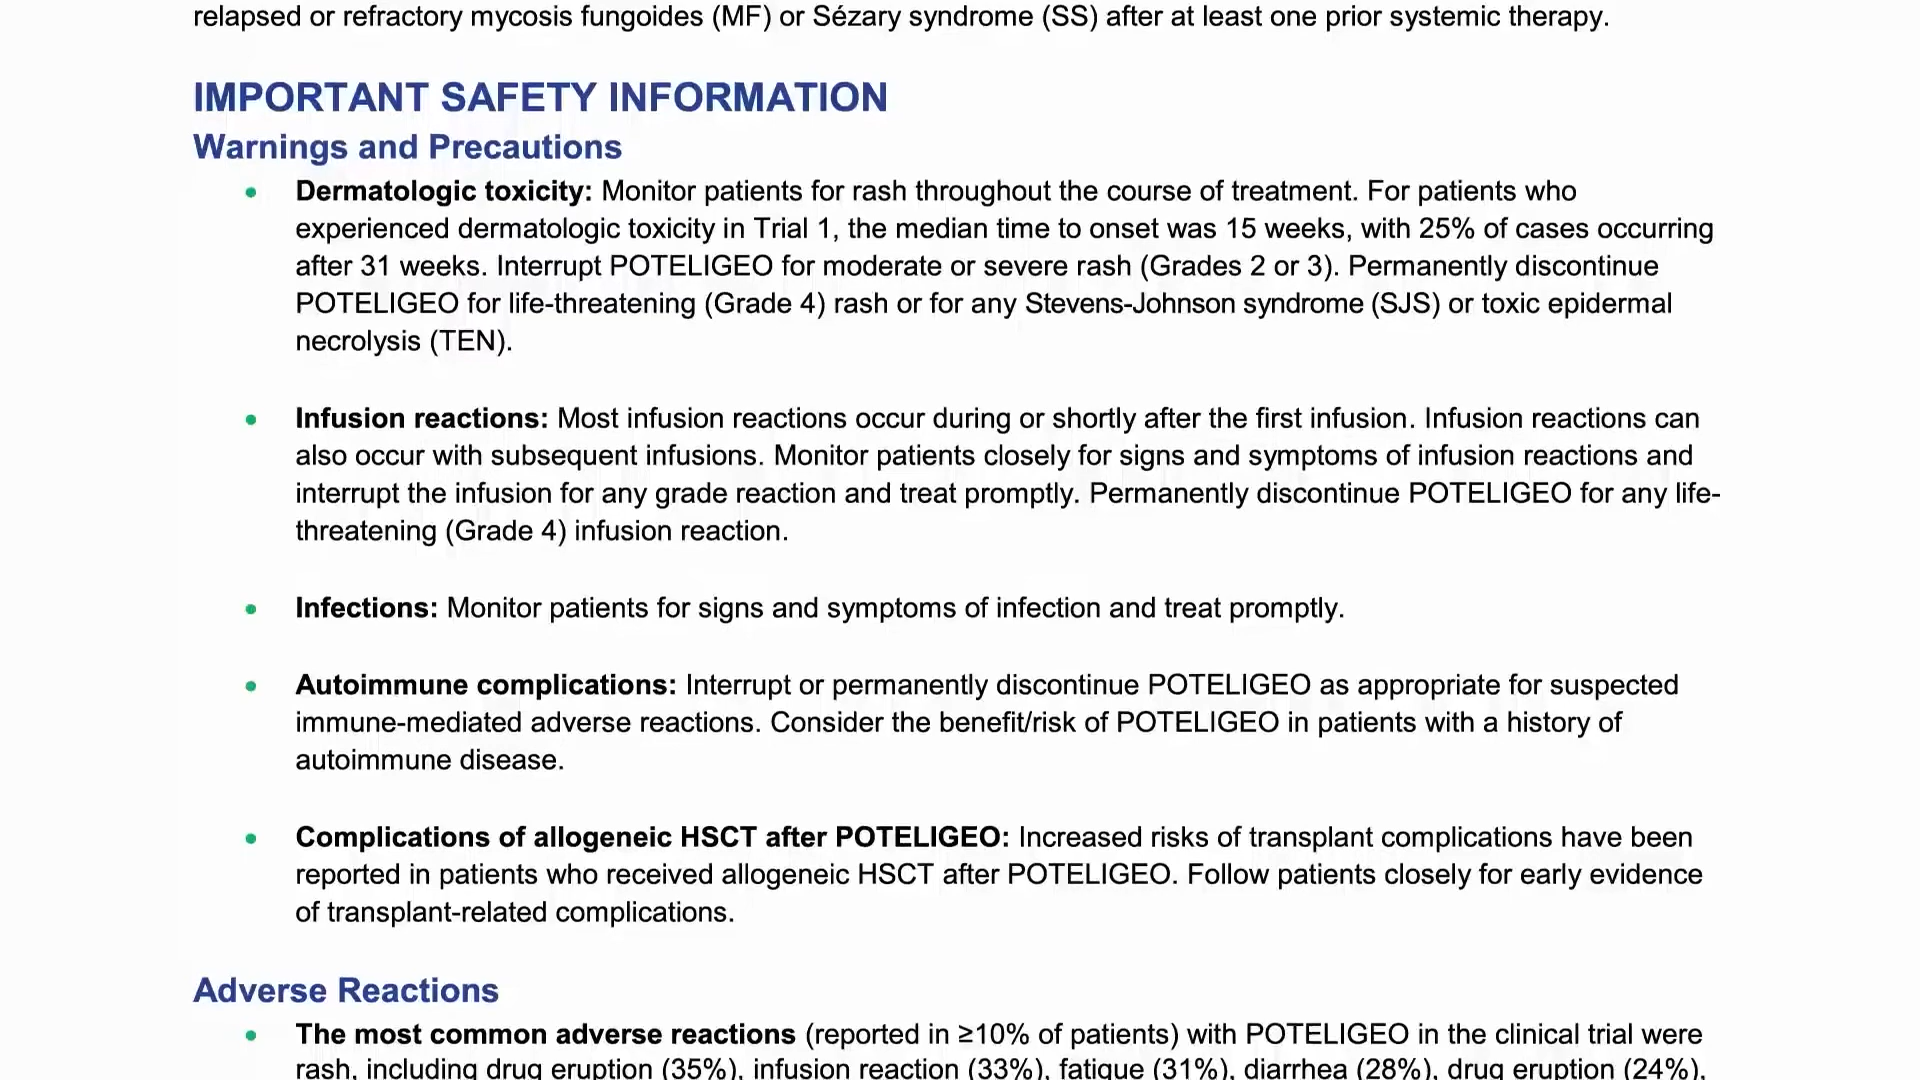 relapsed or refractory mycosis fungoides (MF) or Sézary syndrome (SS) after at least one prior systemic therapy.
IMPORTANT SAFETY INFORMATION
Warnings and Precautions
• Dermatologic toxicity: Monitor patients for rash throughout the course of treatment. For patients who
experienced dermatologic toxicity in Trial 1, the median time to onset was 15 weeks, with 25% of cases occurring
after 31 weeks. Interrupt POTELIGEO for moderate or severe rash (Grades 2 or 3). Permanently discontinue
POTELIGEO for life-threatening (Grade 4) rash or for any Stevens-Johnson syndrome (SJS) or toxic epidermal
necrolysis (TEN).
• Infusion reactions: Most infusion reactions occur during or shortly after the first infusion. Infusion reactions can
also occur with subsequent infusions. Monitor patients closely for signs and symptoms of infusion reactions and
interrupt the infusion for any grade reaction and treat promptly. Permanently discontinue POTELIGEO for any life-
threatening (Grade 4) infusion reaction.
• Infections: Monitor patients for signs and symptoms of infection and treat promptly.
• Autoimmune complications: Interrupt or permanently discontinue POTELIGEO as appropriate for suspected
immune-mediated adverse reactions. Consider the benefit/risk of POTELIGEO in patients with a history of
autoimmune disease.
• Complications of allogeneic HSCT after POTELIGEO: Increased risks of transplant complications have been
reported in patients who received allogeneic HSCT after POTELIGEO. Follow patients closely for early evidence
of transplant-related complications.
Adverse Reactions
• The most common adverse reactions (reported in ≥10% of patients) with POTELIGEO in the clinical trial were
rash, including drug eruption (35%), infusion reaction (33%), fatigue (31%), diarrhea (28%), drug eruption (24%),